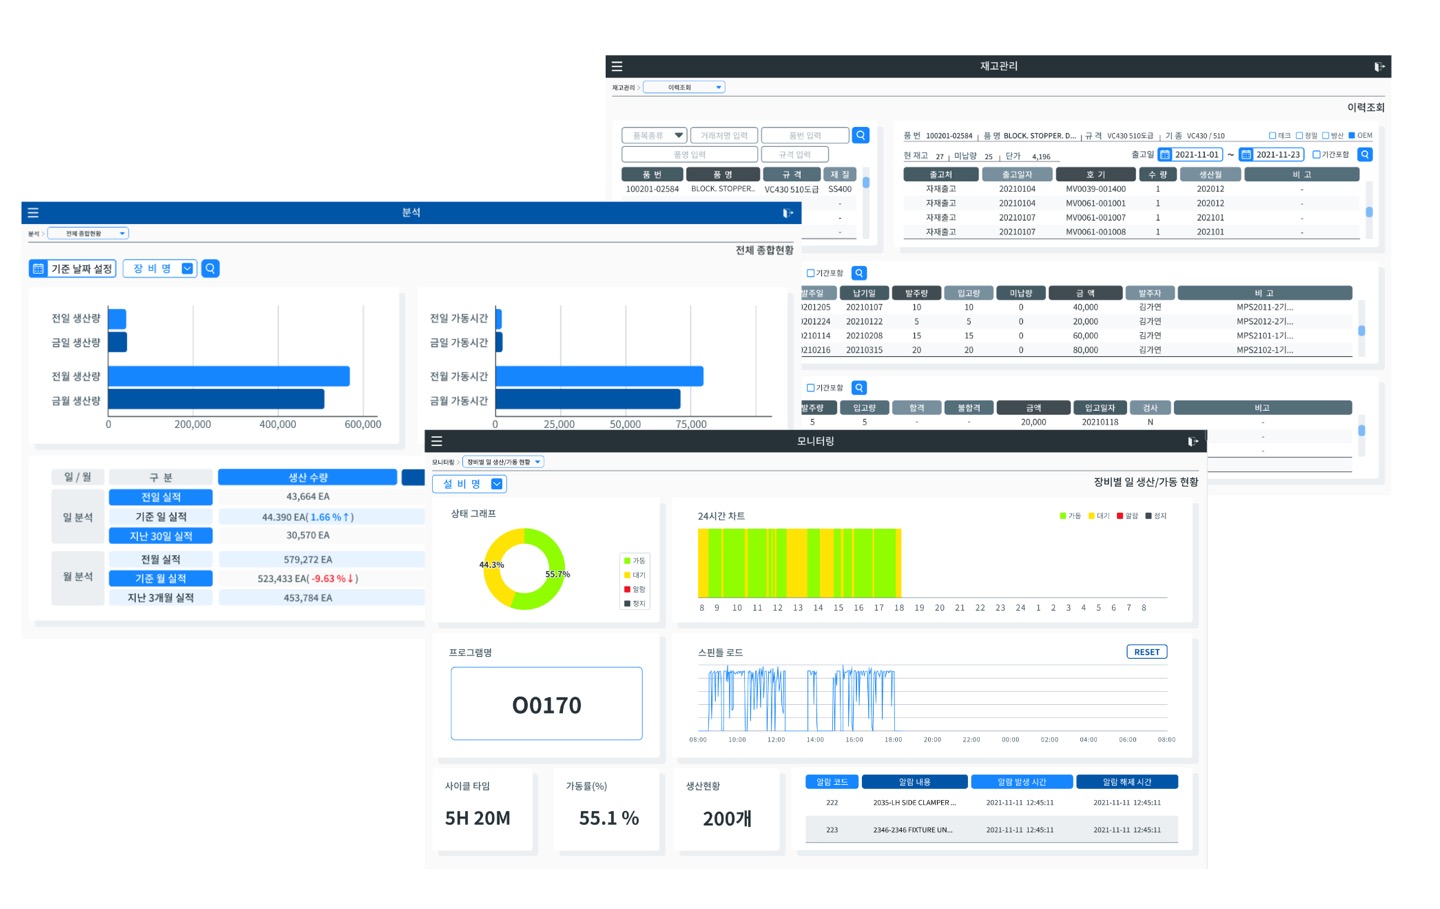 재고관리
재고관리 > 이력조회
이력조회
품목종류 거래처명 입력 품번 입력
품명 입력 규격 입력
품 번 품 명 규 격 재 질
100201-02584 BLOCK. STOPPER.. VC430 510도급 SS400
-
-
-
품 번 100201-02584 품 명 BLOCK. STOPPER. D... 규 격 VC430 510도급 기 종 VC430 / 510 테크 정밀 방산 OEM
현 재고 27 미납량 25 단가 4,196 출고일 2021-11-01 ~ 2021-11-23 기간포함
출고처 출고일자 호 기 수 량 생산월 비 고
자재출고 20210104 MV0039-001400 1 202012 -
자재출고 20210104 MV0061-001001 1 202012 -
자재출고 20210107 MV0061-001007 1 202101 -
자재출고 20210107 MV0061-001008 1 202101 -
기간포함
발주일 납기일 발주량 입고량 미납량 금 액 발주자 비 고
0201205 20210107 10 10 0 40,000 김가연 MPS2011-2기...
0201224 20210122 5 5 0 20,000 김가연 MPS2012-2기...
0210114 20210208 15 15 0 60,000 김가연 MPS2101-1기...
0210216 20210315 20 20 0 80,000 김가연 MPS2102-1기...
기간포함
발주량 입고량 합격 불합격 금액 입고일자 검사 비고
5 5 - - 20,000 20210118 N -
-
-
분석
분석 > 전체 종합현황
전체 종합현황
기준 날짜 설정 장 비 명
전일 생산량
금일 생산량
전월 생산량
금월 생산량
0 200,000 400,000 600,000
전일 가동시간
금일 가동시간
전월 가동시간
금월 가동시간
0 25,000 50,000 75,000
일 / 월 구 분 생산 수량
일 분석
전일 실적 43,664 EA
기준 일 실적 44.390 EA( 1.66 %↑)
지난 30일 실적 30,570 EA
월 분석
전월 실적 579,272 EA
기준 월 실적 523,433 EA( -9.63 %↓)
지난 3개월 실적 453,784 EA
모니터링
모니터링 > 장비별 일 생산/가동 현황
장비별 일 생산/가동 현황
설 비 명
상태 그래프
44.3%
55.7%
가동
대기
알람
정지
24시간 차트
가동 대기 알람 정지
8 9 10 11 12 13 14 15 16 17 18 19 20 21 22 23 24 1 2 3 4 5 6 7 8
프로그램명
O0170
스핀들 로드
RESET
08:00 10:00 12:00 14:00 16:00 18:00 20:00 22:00 00:00 02:00 04:00 06:00 08:00
사이클 타임
5H 20M
가동률(%)
55.1 %
생산현황
200개
알람 코드 알람 내용 알람 발생 시간 알람 해제 시간
222 2035-LH SIDE CLAMPER ... 2021-11-11 12:45:11 2021-11-11 12:45:11
223 2346-2346 FIXTURE UN... 2021-11-11 12:45:11 2021-11-11 12:45:11